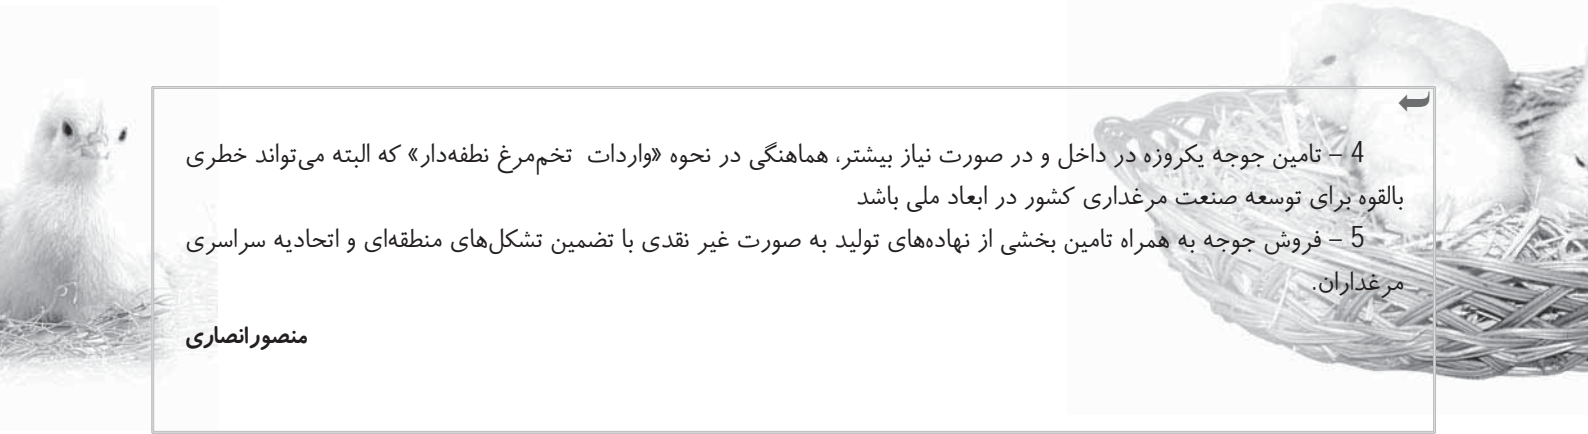 4 – تامین جوجه یکروزه در داخل و در صورت نیاز بیشتر، هماهنگی در نحوه «واردات تخم‌مرغ نطفه‌دار» که البته می‌تواند خطری
بالقوه برای توسعه صنعت مرغداری کشور در ابعاد ملی باشد
5 – فروش جوجه به همراه تامین بخشی از نهاده‌های تولید به صورت غیر نقدی با تضمین تشکل‌های منطقه‌ای و اتحادیه سراسری
مرغداران.
منصور انصاری